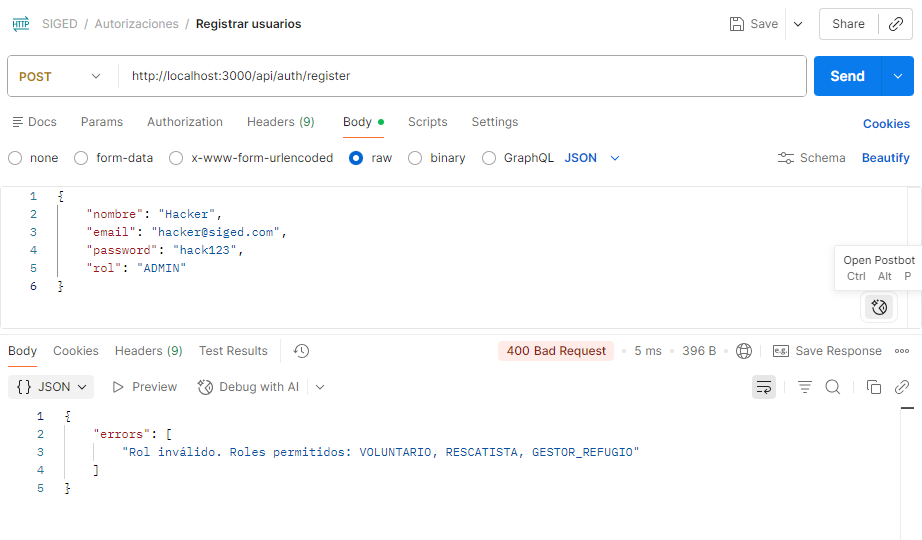 HTTP SIGED / Autorizaciones / Registrar usuarios Save Share
POST http://localhost:3000/api/auth/register Send
Docs Params Authorization Headers (9) Body Scripts Settings Cookies
none form-data x-www-form-urlencoded raw binary GraphQL JSON Schema Beautify
1 {
2 "nombre": "Hacker",
3 "email": "hacker@siged.com",
4 "password": "hack123",
5 "rol": "ADMIN"
6 }
Open Postbot
Ctrl Alt P
Body Cookies Headers (9) Test Results 400 Bad Request 5 ms 396 B e.g. Save Response
{} JSON Preview Debug with AI
1 {
2 "errors": [
3 "Rol inválido. Roles permitidos: VOLUNTARIO, RESCATISTA, GESTOR_REFUGIO"
4 ]
5 }